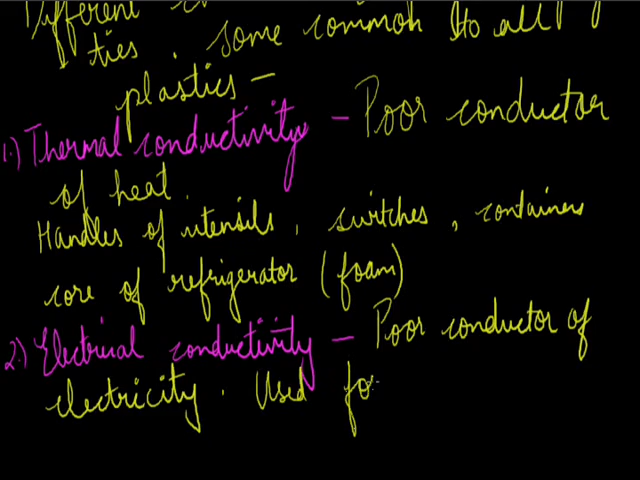 Different
ties. some common to all
plastics -
1.) Thermal conductivity - Poor conductor
of heat.
Handles of utensils, switches, containers
core of refrigerator (foam)
2.) Electrical conductivity - Poor conductor of
electricity. Used fo